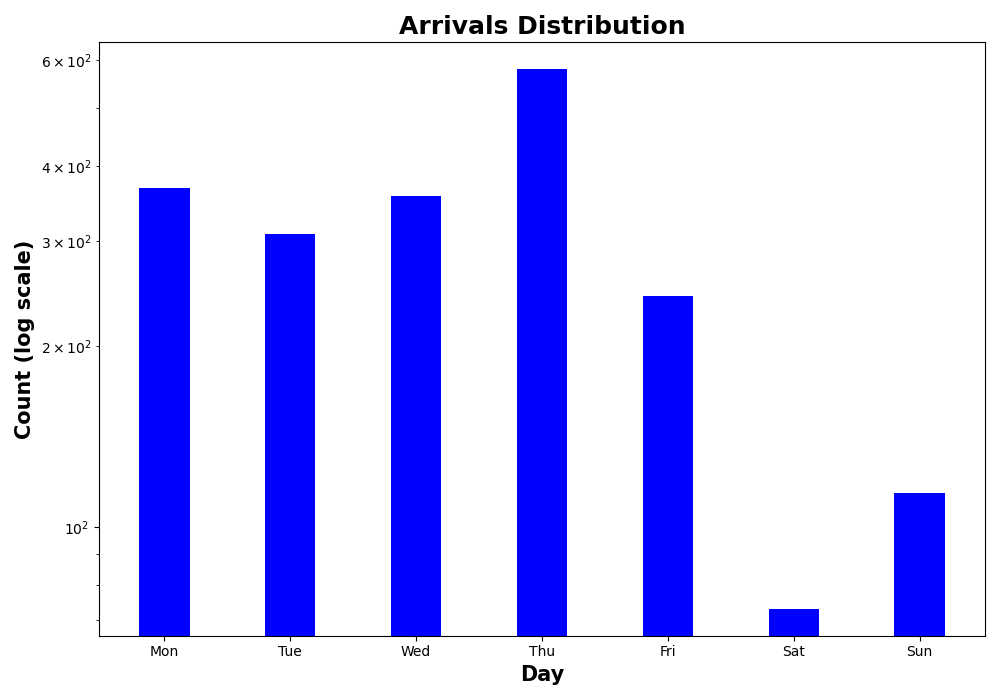 Arrivals Distribution
Count (log scale)
6 × 10²
4 × 10²
3 × 10²
2 × 10²
10²
Mon Tue Wed Thu Fri Sat Sun
Day